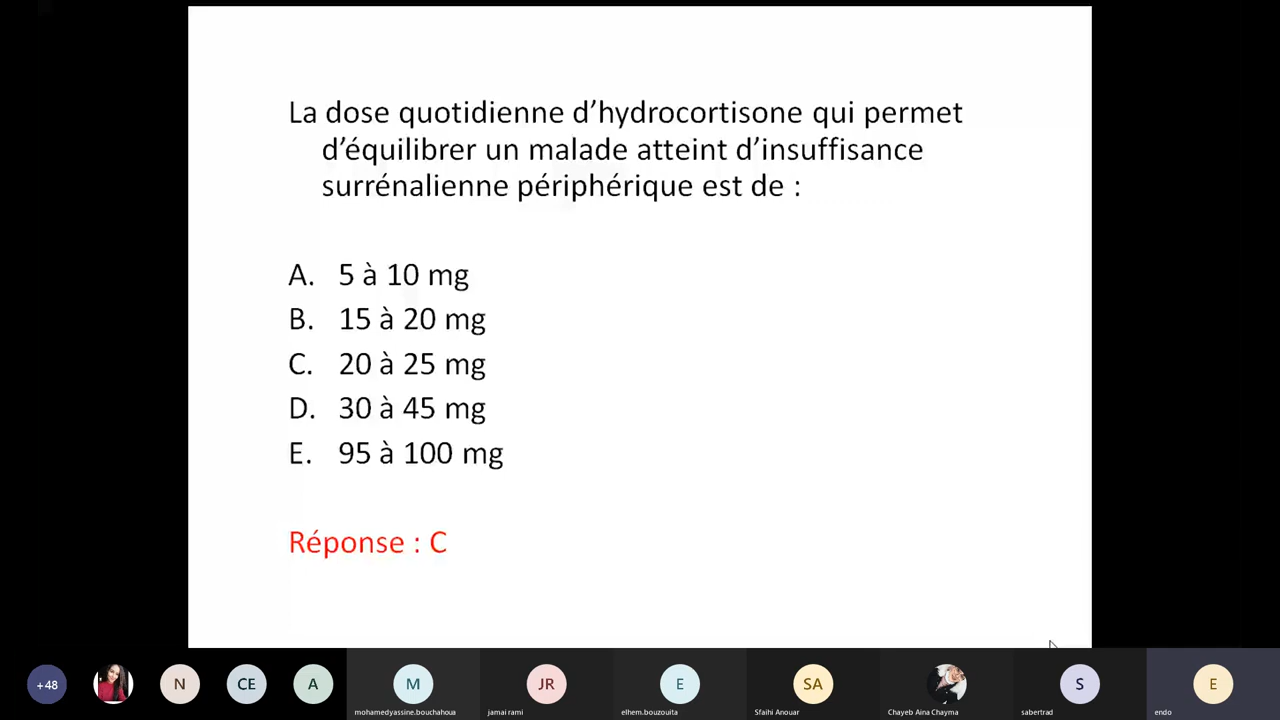 La dose quotidienne d’hydrocortisone qui permet
d’équilibrer un malade atteint d’insuffisance
surrénalienne périphérique est de :
A. 5 à 10 mg
B. 15 à 20 mg
C. 20 à 25 mg
D. 30 à 45 mg
E. 95 à 100 mg
Réponse : C
+48 N CE A M JR E SA S E
mohamedyassine.bouchahoua jamai rami elhem.bouzouita Sfaihi Anouar Chayeb Aina Chayma sabertrad endo